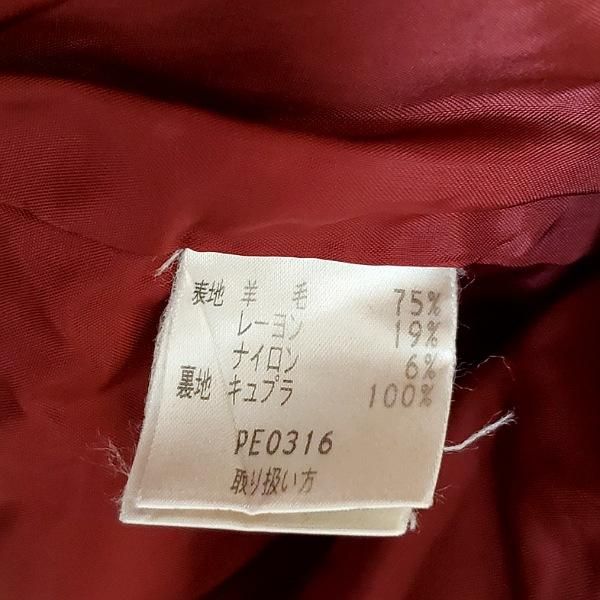 表地 羊 毛 75%
レーヨン 19%
ナイロン 6%
裏地 キュプラ 100%
PE0316
取り扱い方